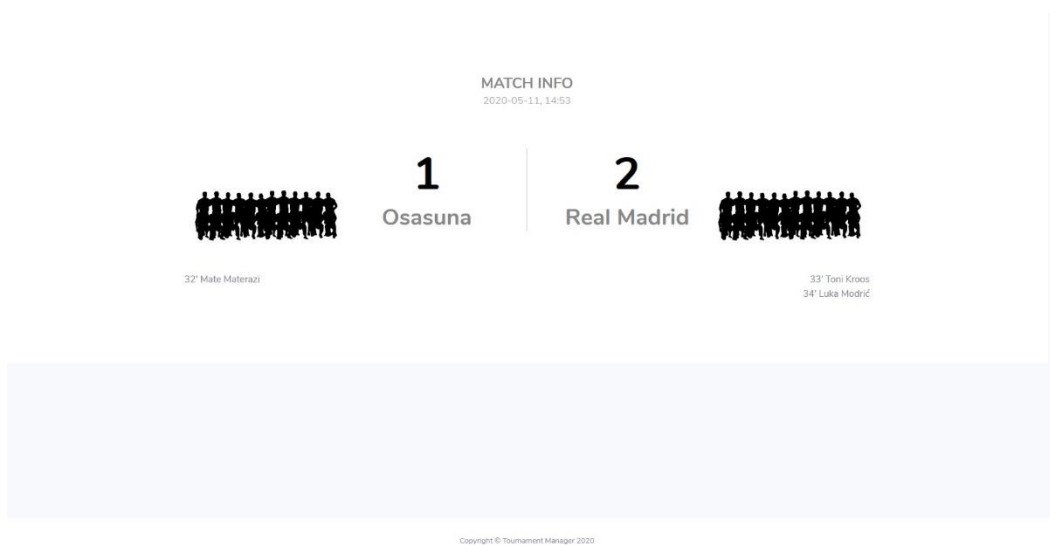 MATCH INFO
2020-05-11, 14:53
1
Osasuna
2
Real Madrid
32' Mate Materazi
33' Toni Kroos
34' Luka Modrić
Copyright © Tournament Manager 2020